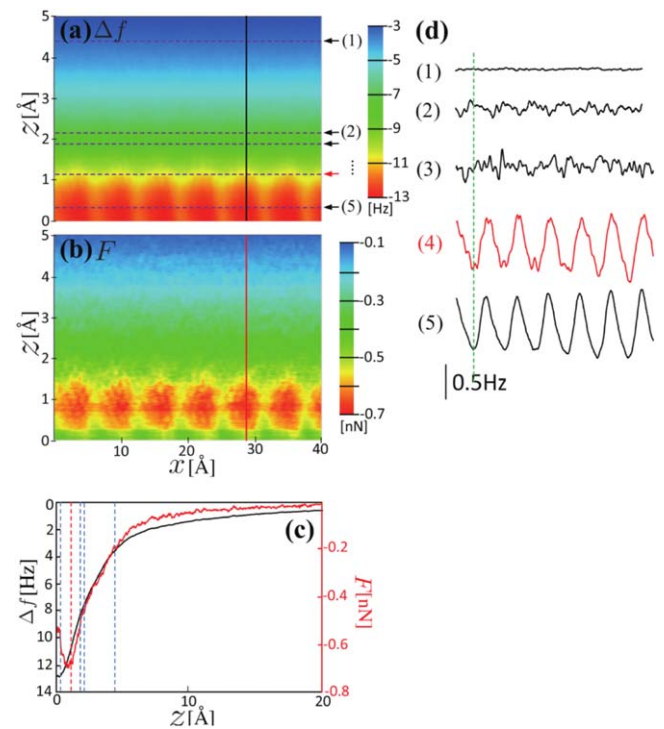 (a) Δf
5
4
3
2
1
0
z[Å]
(1)
(2)
⋮
(5)
-3
-5
-7
-9
-11
-13
[Hz]
(b) F
5
4
3
2
1
0
z[Å]
0 10 20 30 40
x[Å]
-0.1
-0.3
-0.5
-0.7
[nN]
(d)
(1)
(2)
(3)
(4)
(5)
0.5Hz
(c)
0
2
4
6
8
10
12
14
Δf[Hz]
-0.2
-0.4
-0.6
-0.8
F[nN]
0 10 20
z[Å]